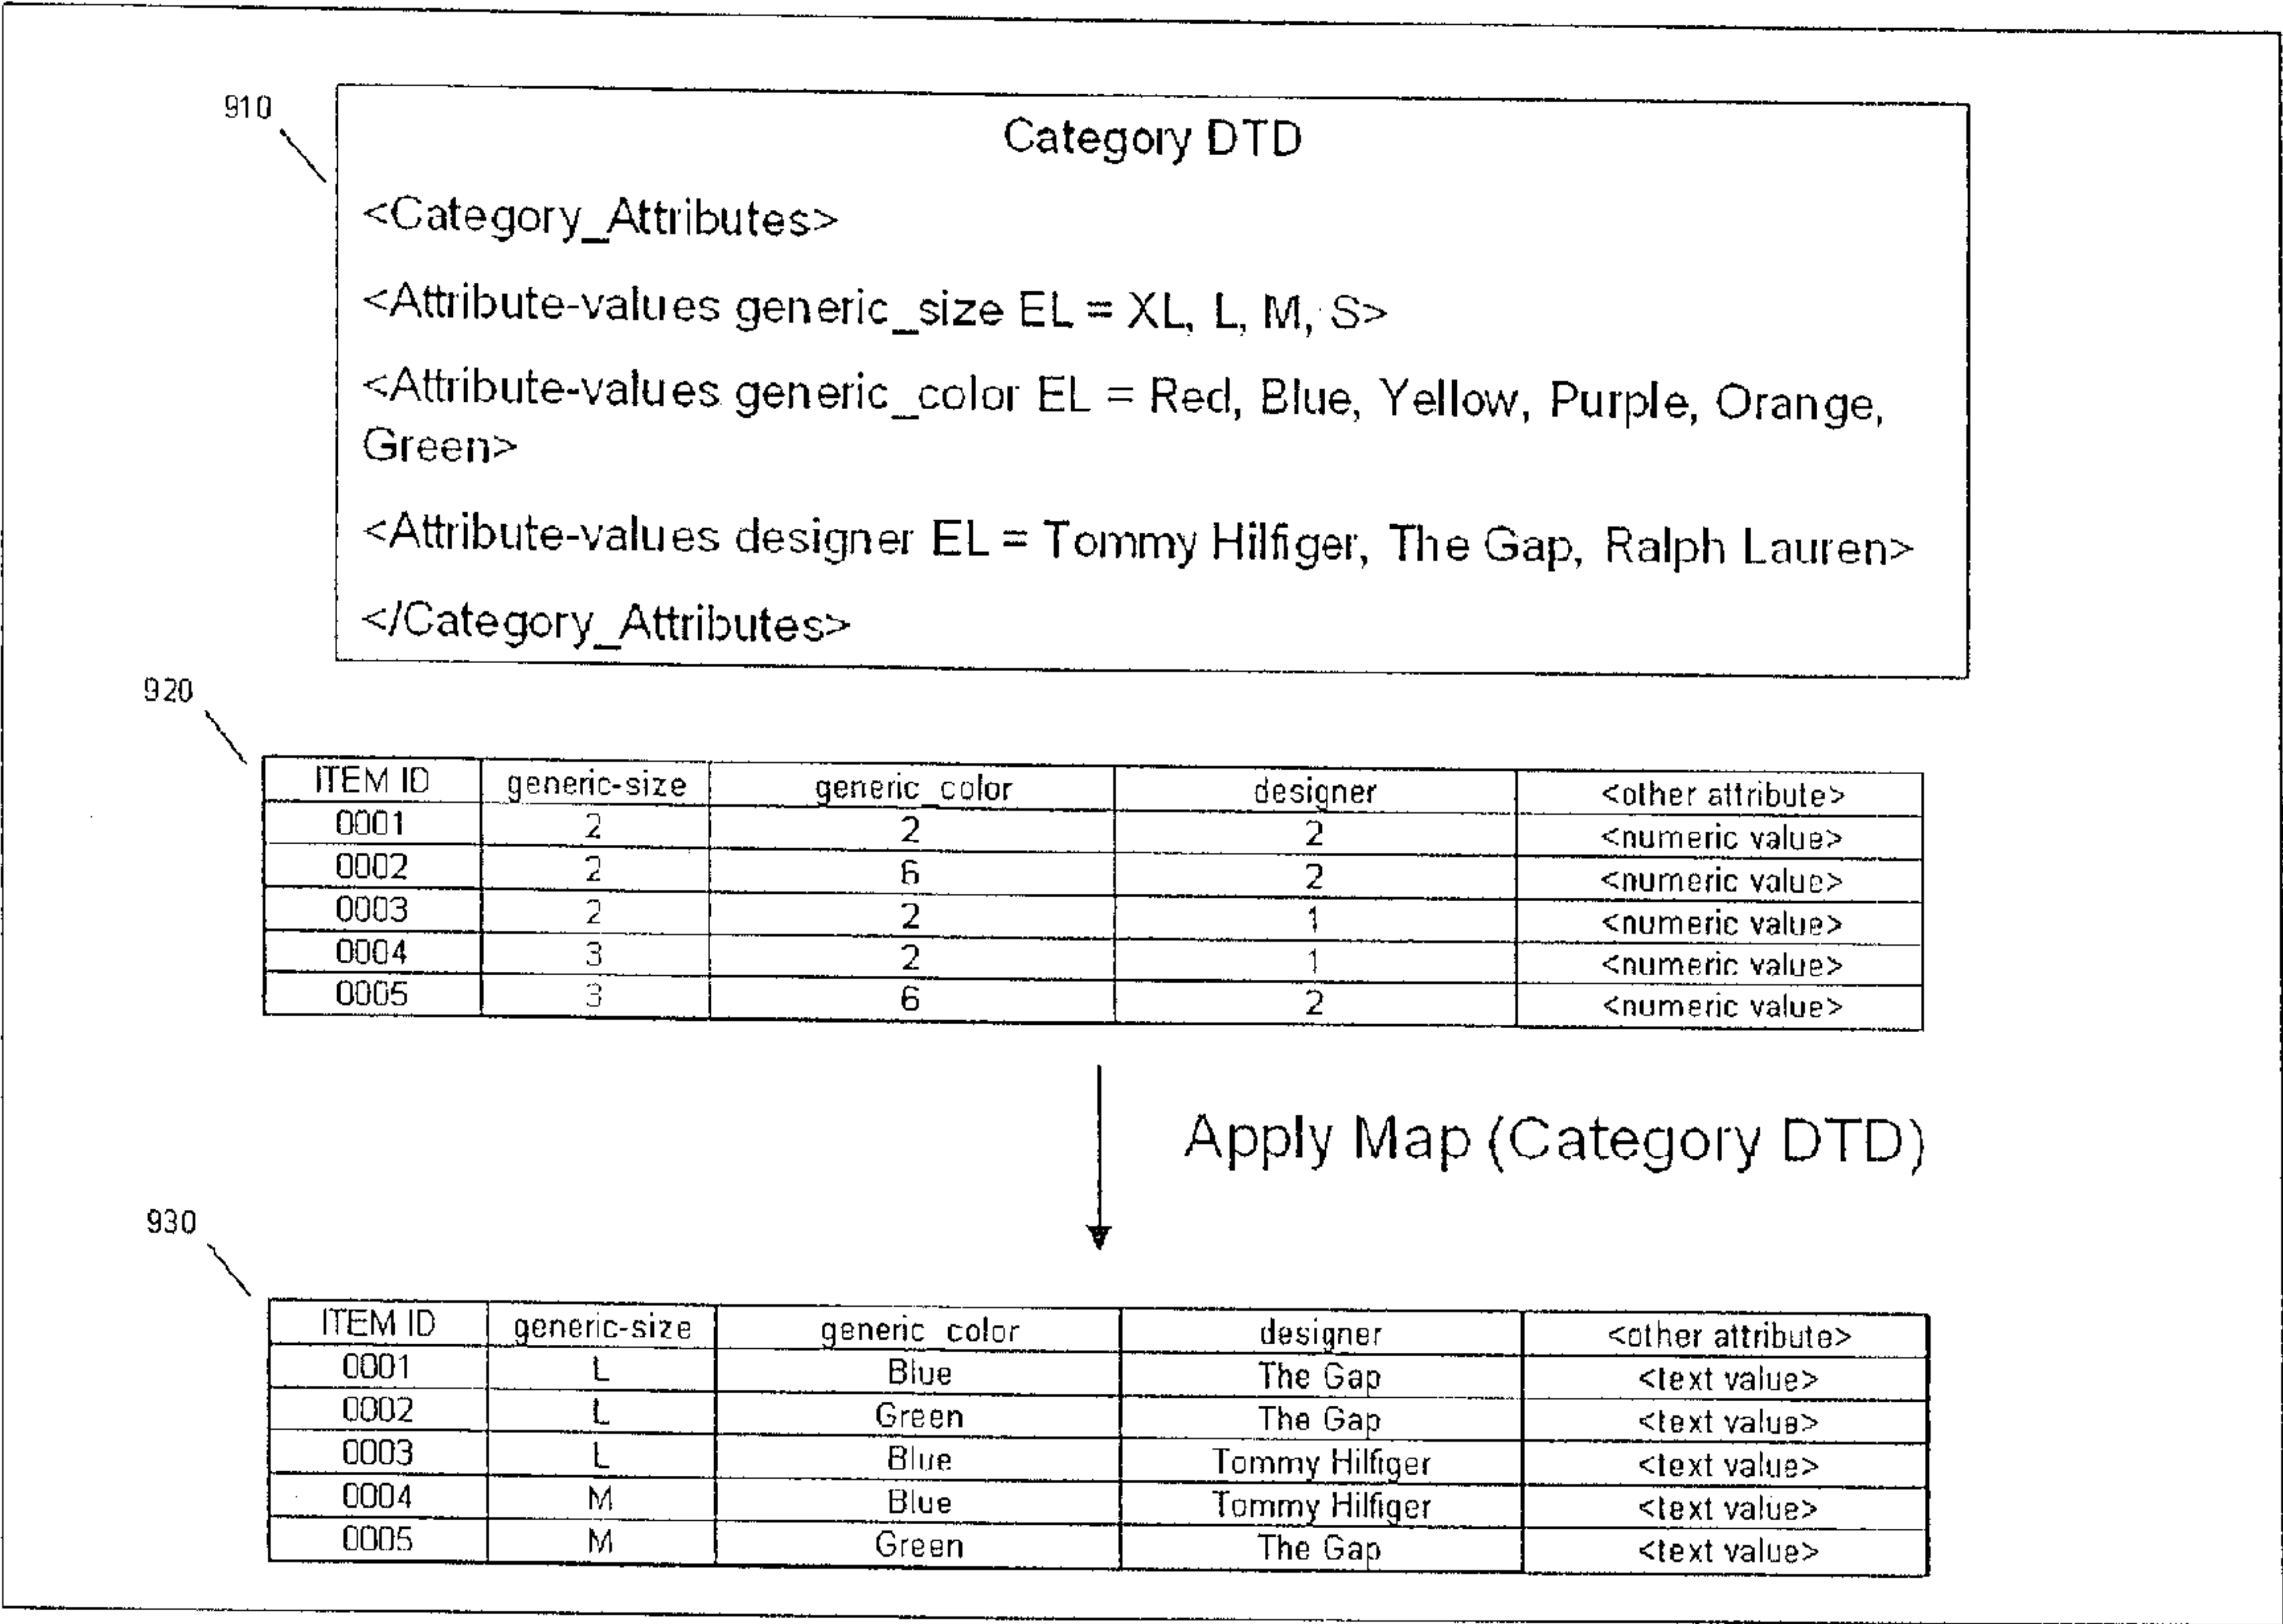 910
Category DTD
<Category_Attributes>
<Attribute-values generic_size EL = XL, L, M, S>
<Attribute-values generic_color EL = Red, Blue, Yellow, Purple, Orange,
Green>
<Attribute-values designer EL = Tommy Hilfiger, The Gap, Ralph Lauren>
</Category_Attributes>
920
ITEM ID generic-size generic_color designer <other attribute>
0001 2 2 2 <numeric value>
0002 2 6 2 <numeric value>
0003 2 2 1 <numeric value>
0004 3 2 1 <numeric value>
0005 3 6 2 <numeric value>
Apply Map (Category DTD)
930
ITEM ID generic-size generic_color designer <other attribute>
0001 L Blue The Gap <text value>
0002 L Green The Gap <text value>
0003 L Blue Tommy Hilfiger <text value>
0004 M Blue Tommy Hilfiger <text value>
0005 M Green The Gap <text value>